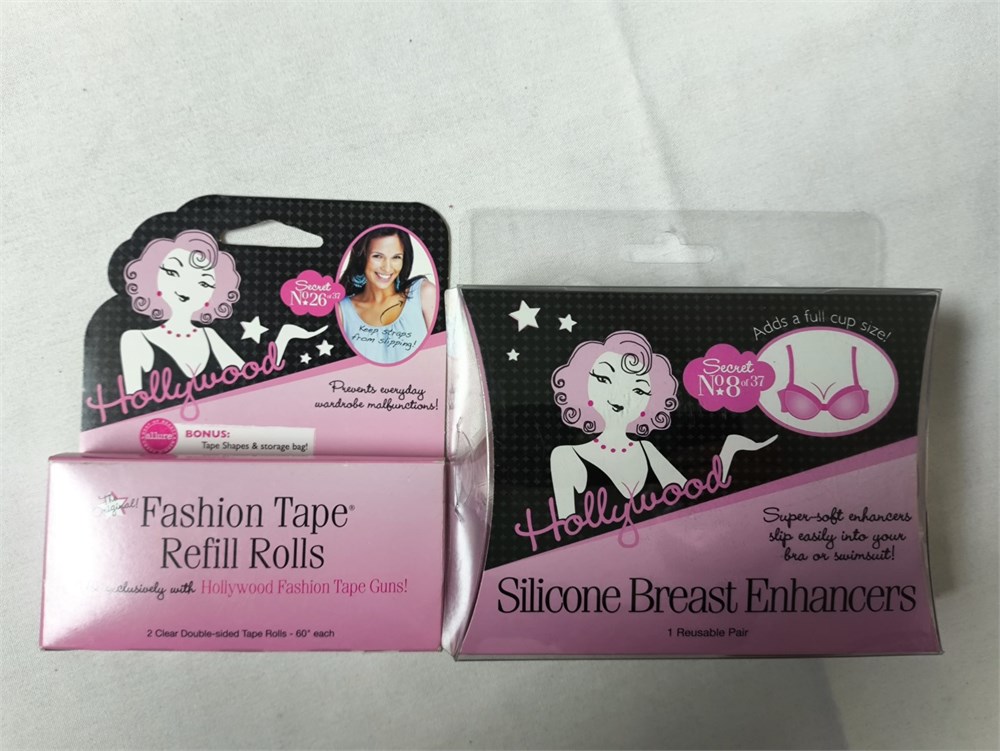 Secret
No. 26 of 37
Keep straps
from slipping!
Hollywood
Prevents everyday
wardrobe malfunctions!
allure
BONUS:
Tape Shapes & storage bag!
Original!
Fashion Tape®
Refill Rolls
with Hollywood Fashion Tape Guns!
2 Clear Double-sided Tape Rolls - 60" each
Adds a full cup size!
Secret
No. 8 of 37
Hollywood
Super-soft enhancers
slip easily into your
bra or swimsuit!
Silicone Breast Enhancers
1 Reusable Pair